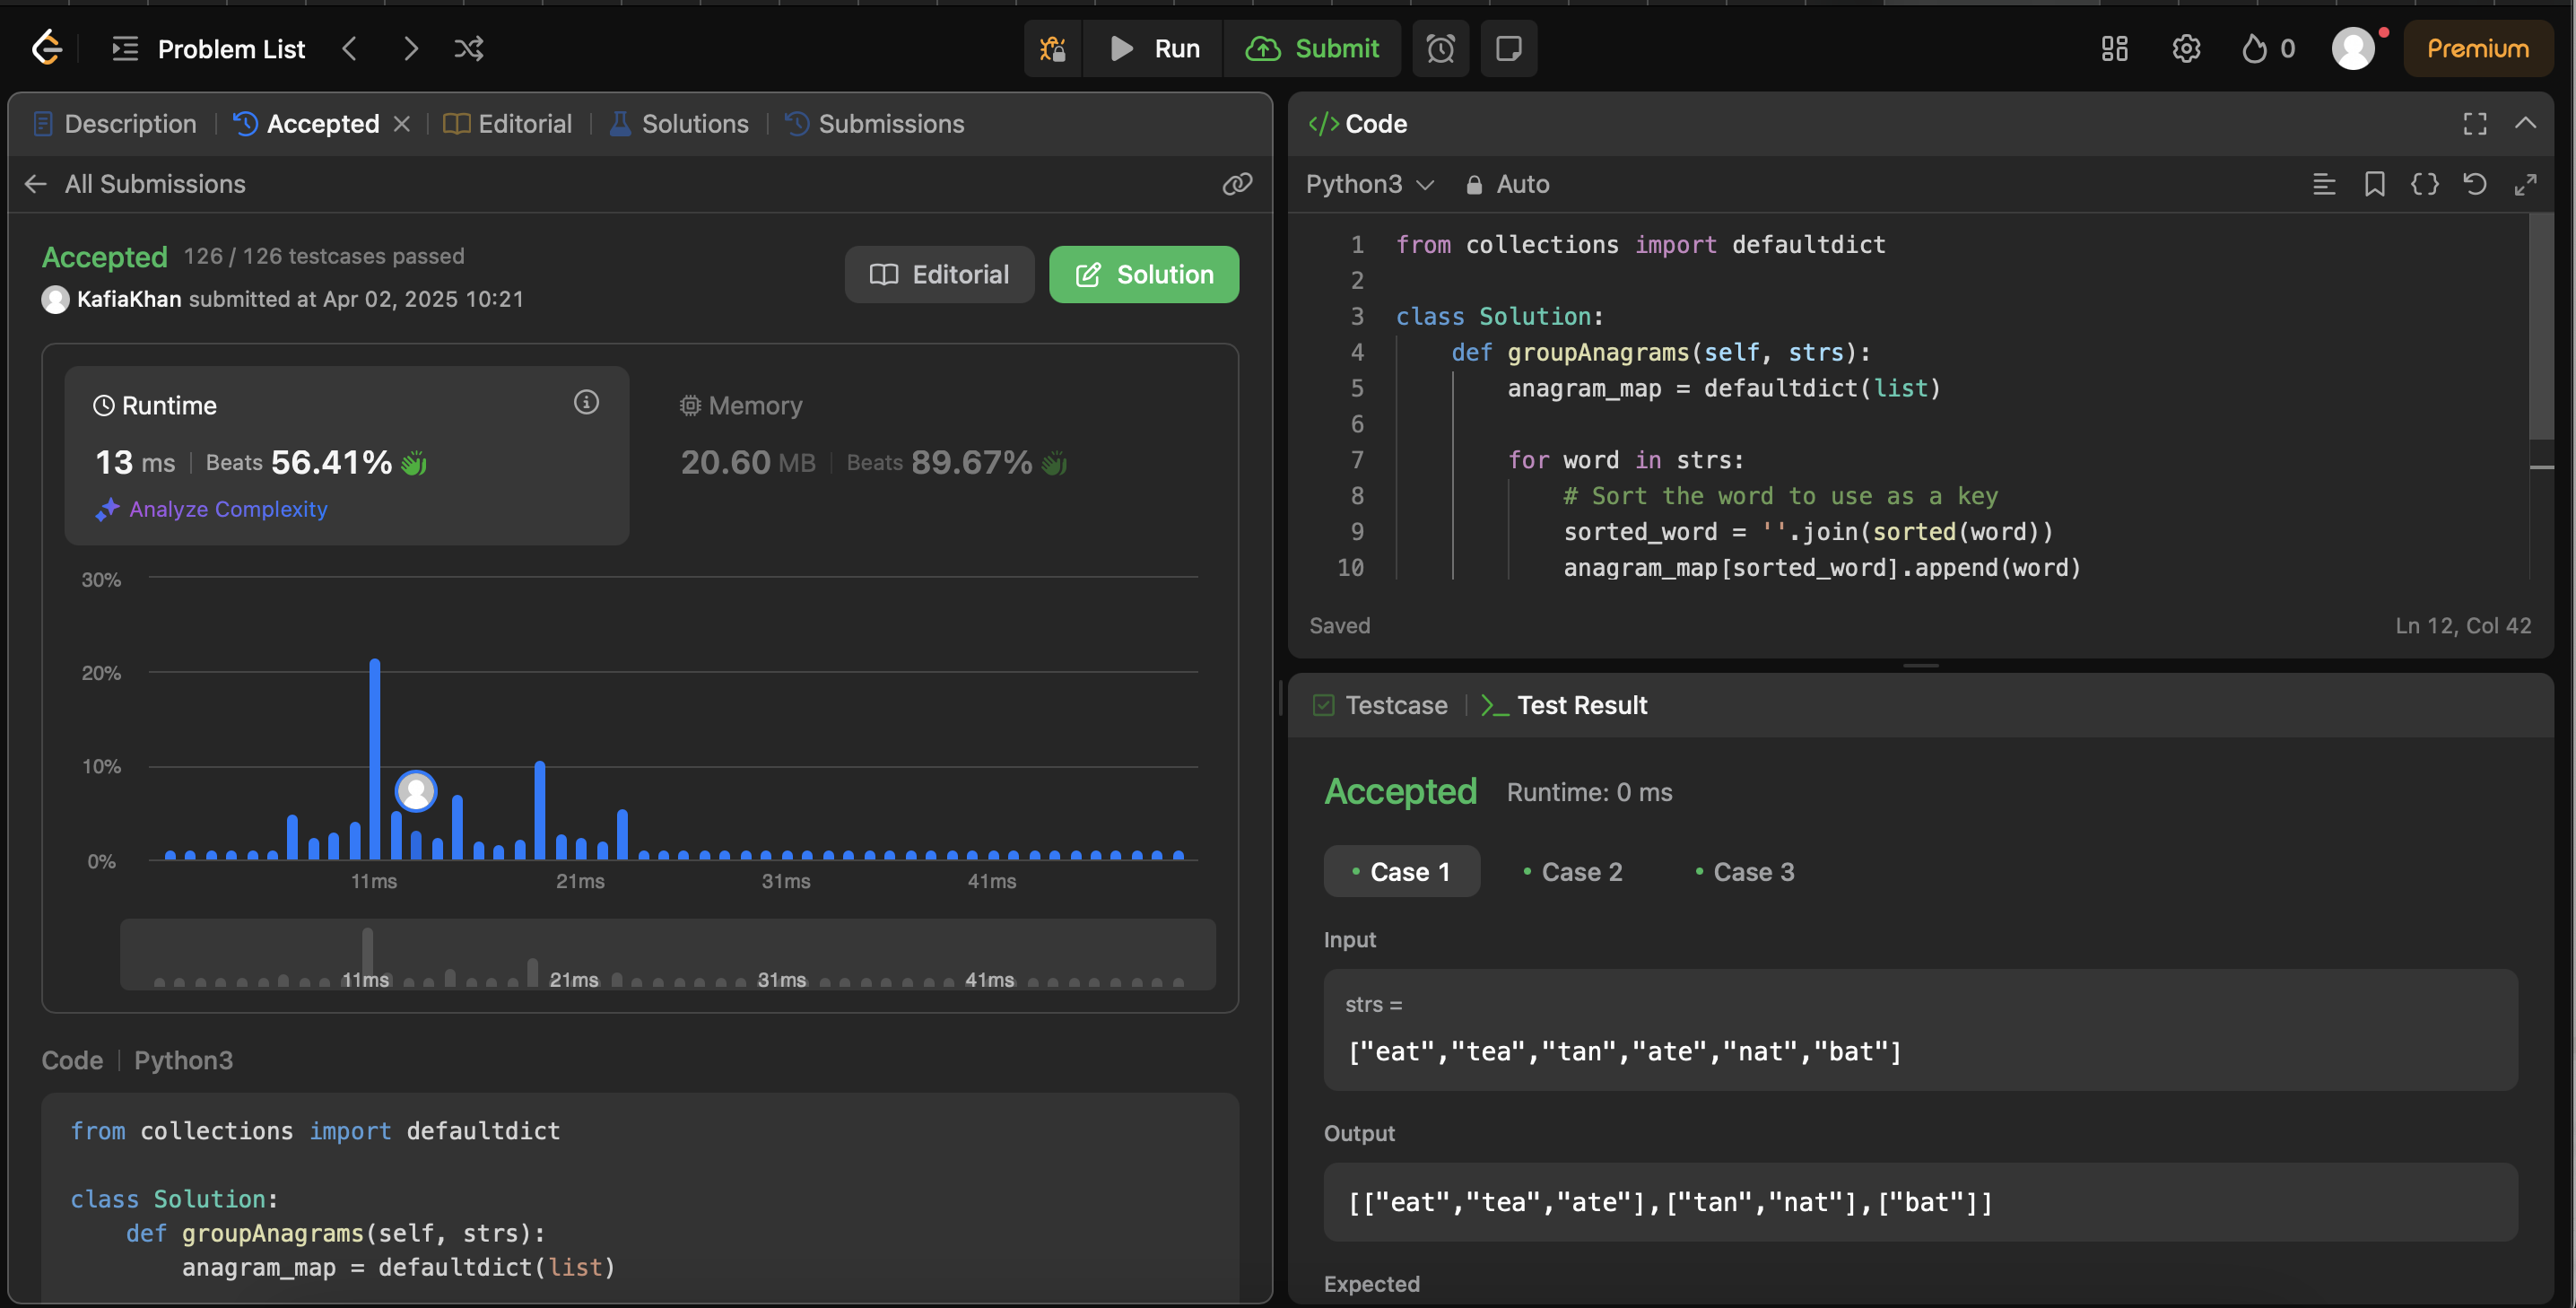 Problem List
Run
Submit
0
Premium
Description
Accepted
Editorial
Solutions
Submissions
All Submissions
Accepted 126 / 126 testcases passed
KafiaKhan submitted at Apr 02, 2025 10:21
Editorial
Solution
Runtime
13 ms | Beats 56.41%
Analyze Complexity
Memory
20.60 MB | Beats 89.67%
30%
20%
10%
0%
11ms 21ms 31ms 41ms
11ms 21ms 31ms 41ms
Code | Python3
from collections import defaultdict
class Solution:
def groupAnagrams(self, strs):
anagram_map = defaultdict(list)
</> Code
Python3 Auto
1 from collections import defaultdict
2
3 class Solution:
4 def groupAnagrams(self, strs):
5 anagram_map = defaultdict(list)
6
7 for word in strs:
8 # Sort the word to use as a key
9 sorted_word = ''.join(sorted(word))
10 anagram_map[sorted_word].append(word)
Saved
Ln 12, Col 42
Testcase
Test Result
Accepted Runtime: 0 ms
• Case 1 • Case 2 • Case 3
Input
strs =
["eat","tea","tan","ate","nat","bat"]
Output
[["eat","tea","ate"],["tan","nat"],["bat"]]
Expected